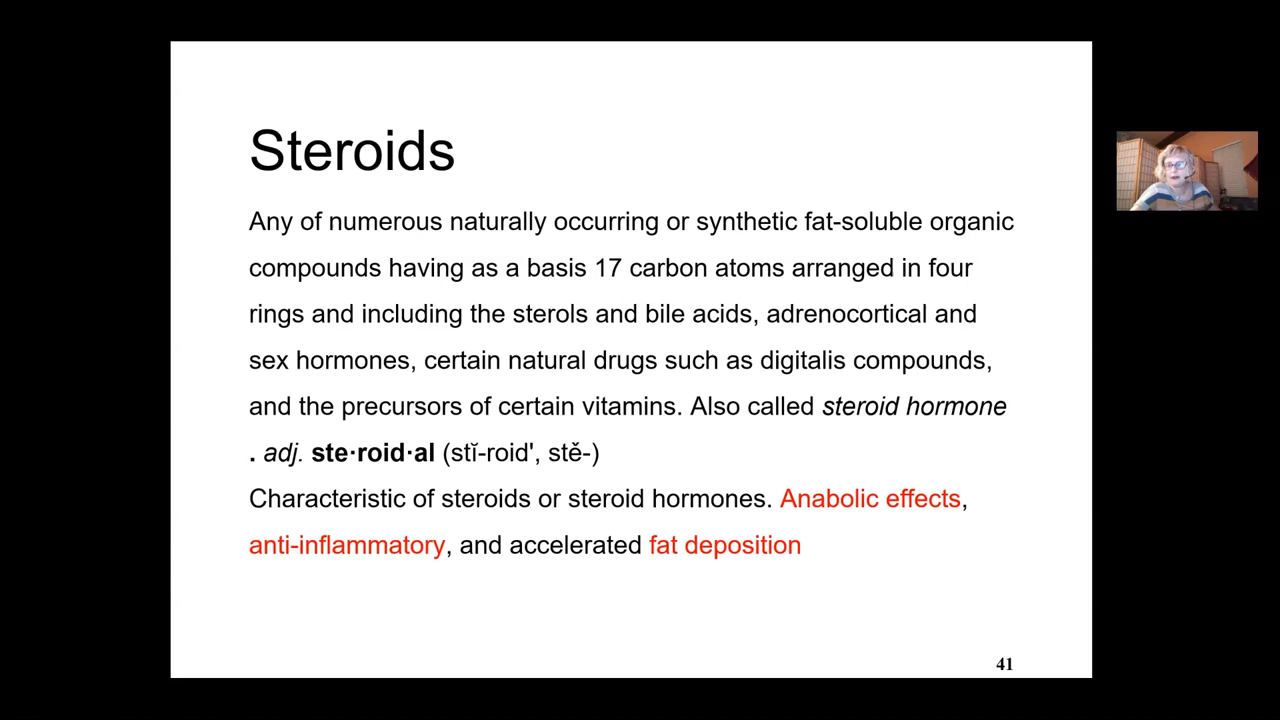 Steroids
Any of numerous naturally occurring or synthetic fat-soluble organic
compounds having as a basis 17 carbon atoms arranged in four
rings and including the sterols and bile acids, adrenocortical and
sex hormones, certain natural drugs such as digitalis compounds,
and the precursors of certain vitamins. Also called steroid hormone
. adj. ste·roid·al (stĭ-roid', stě-)
Characteristic of steroids or steroid hormones. Anabolic effects,
anti-inflammatory, and accelerated fat deposition
41